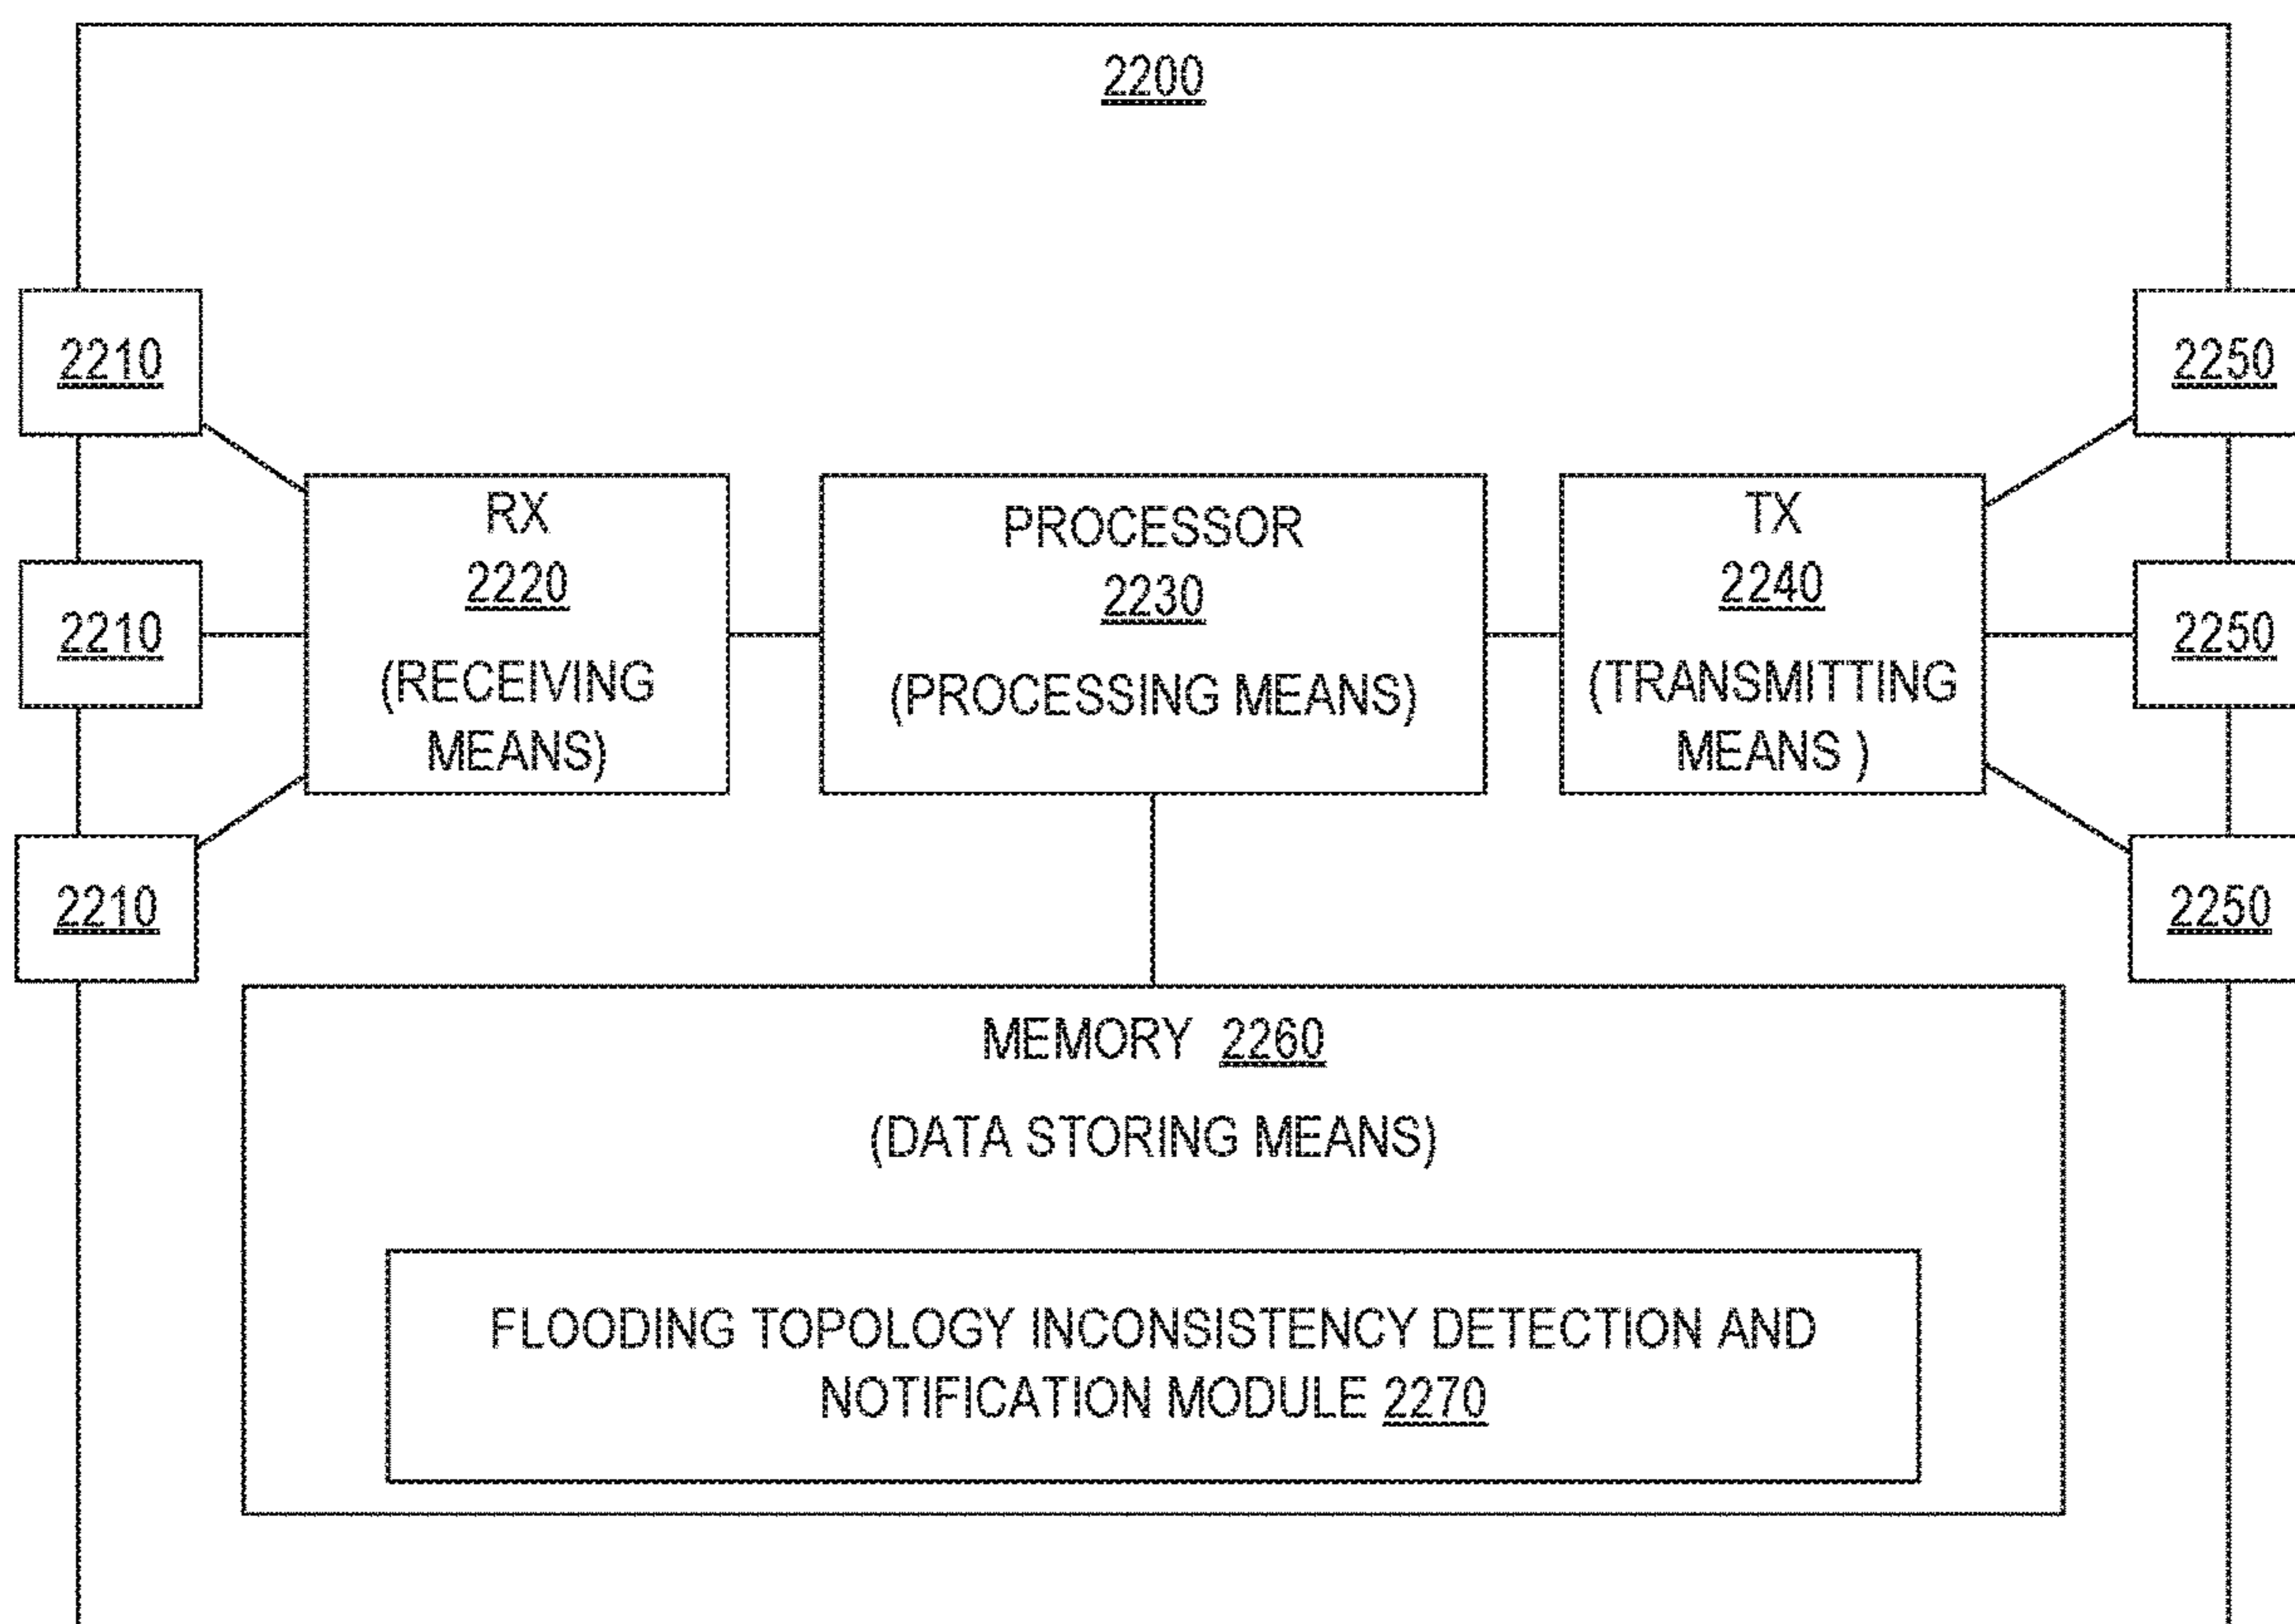 2200
2210
2250
RX
2220
(RECEIVING
MEANS)
PROCESSOR
2230
(PROCESSING MEANS)
TX
2240
(TRANSMITTING
MEANS )
2210
2250
2210
2250
MEMORY 2260
(DATA STORING MEANS)
FLOODING TOPOLOGY INCONSISTENCY DETECTION AND
NOTIFICATION MODULE 2270